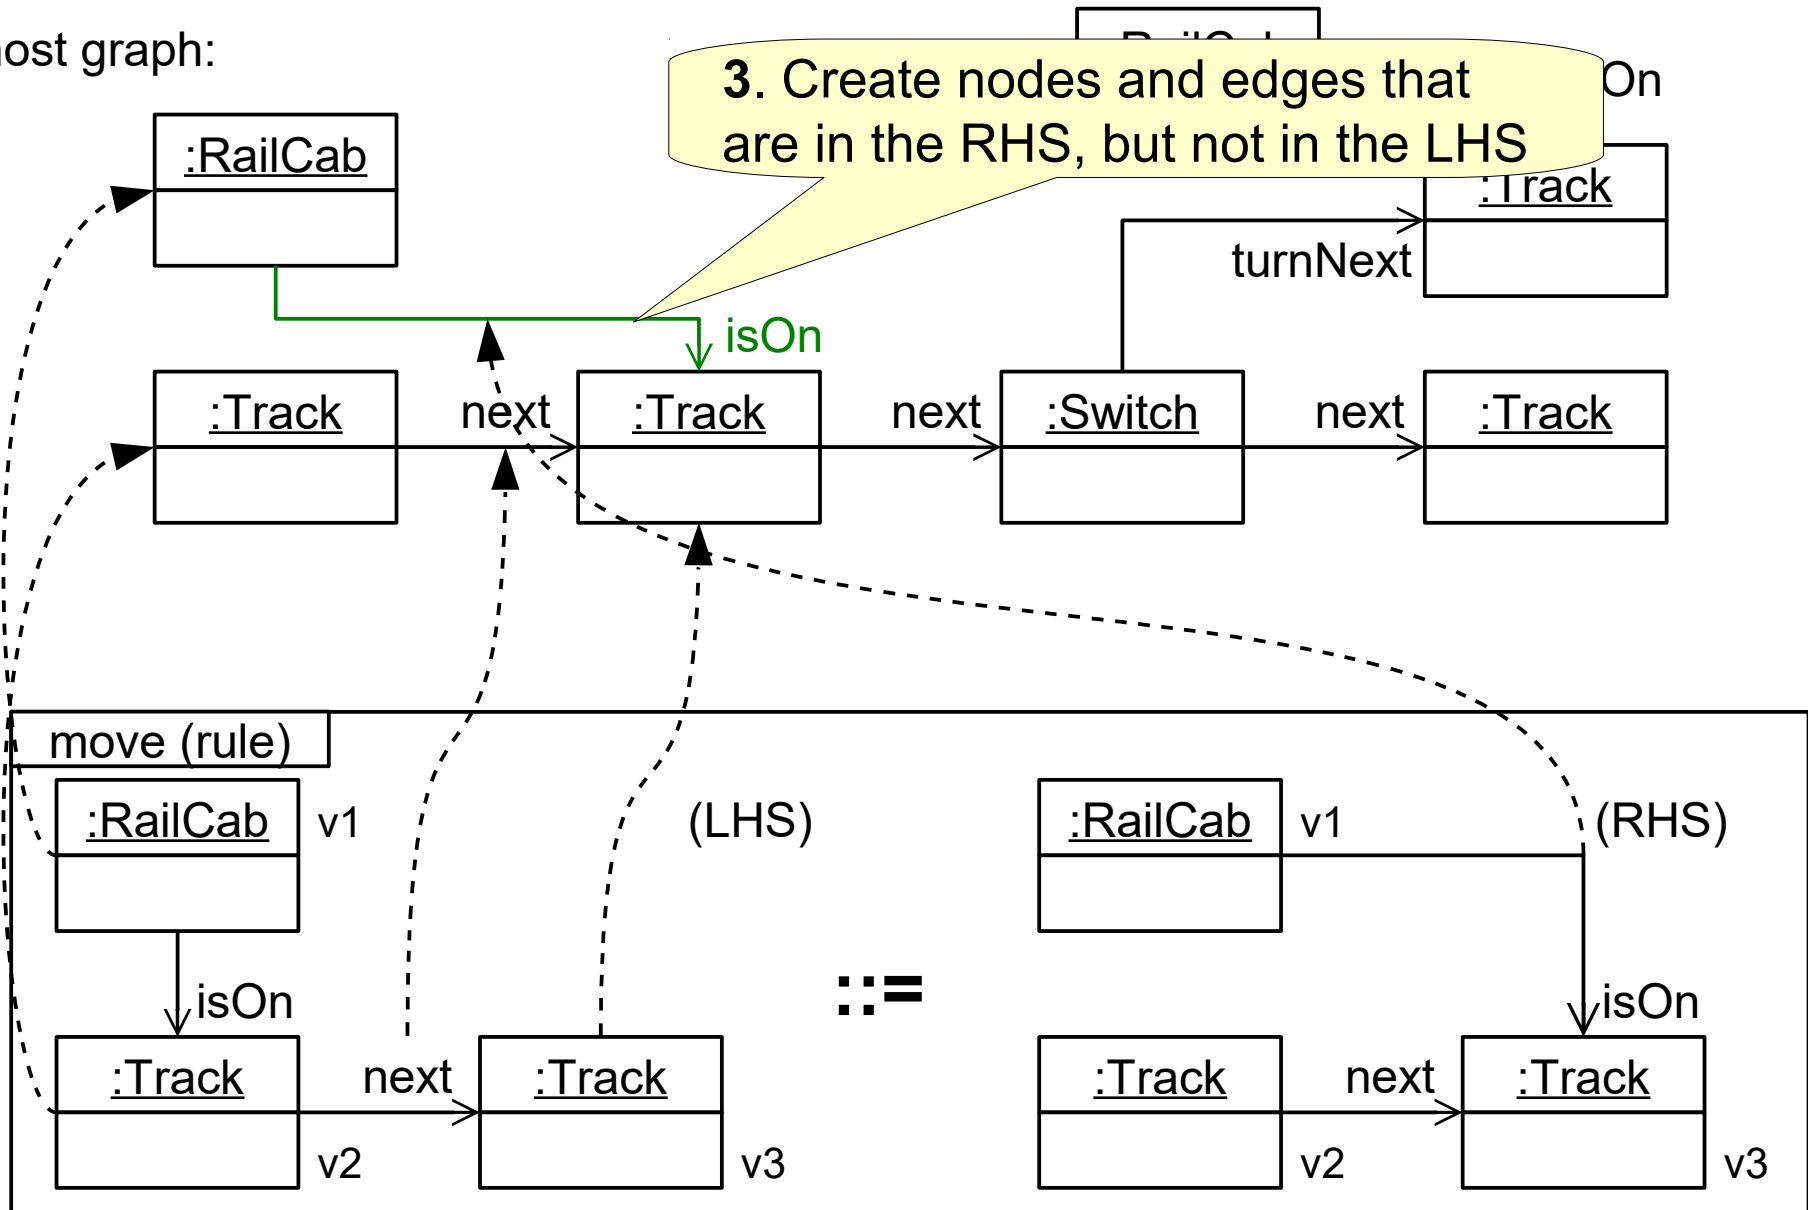 host graph:
3. Create nodes and edges that
are in the RHS, but not in the LHS
:RailCab
:Track
turnNext
isOn
:Track
next
:Track
next
:Switch
next
:Track
move (rule)
:RailCab
v1
(LHS)
:RailCab
v1
(RHS)
isOn
::=
isOn
:Track
next
:Track
:Track
next
:Track
v2
v3
v2
v3